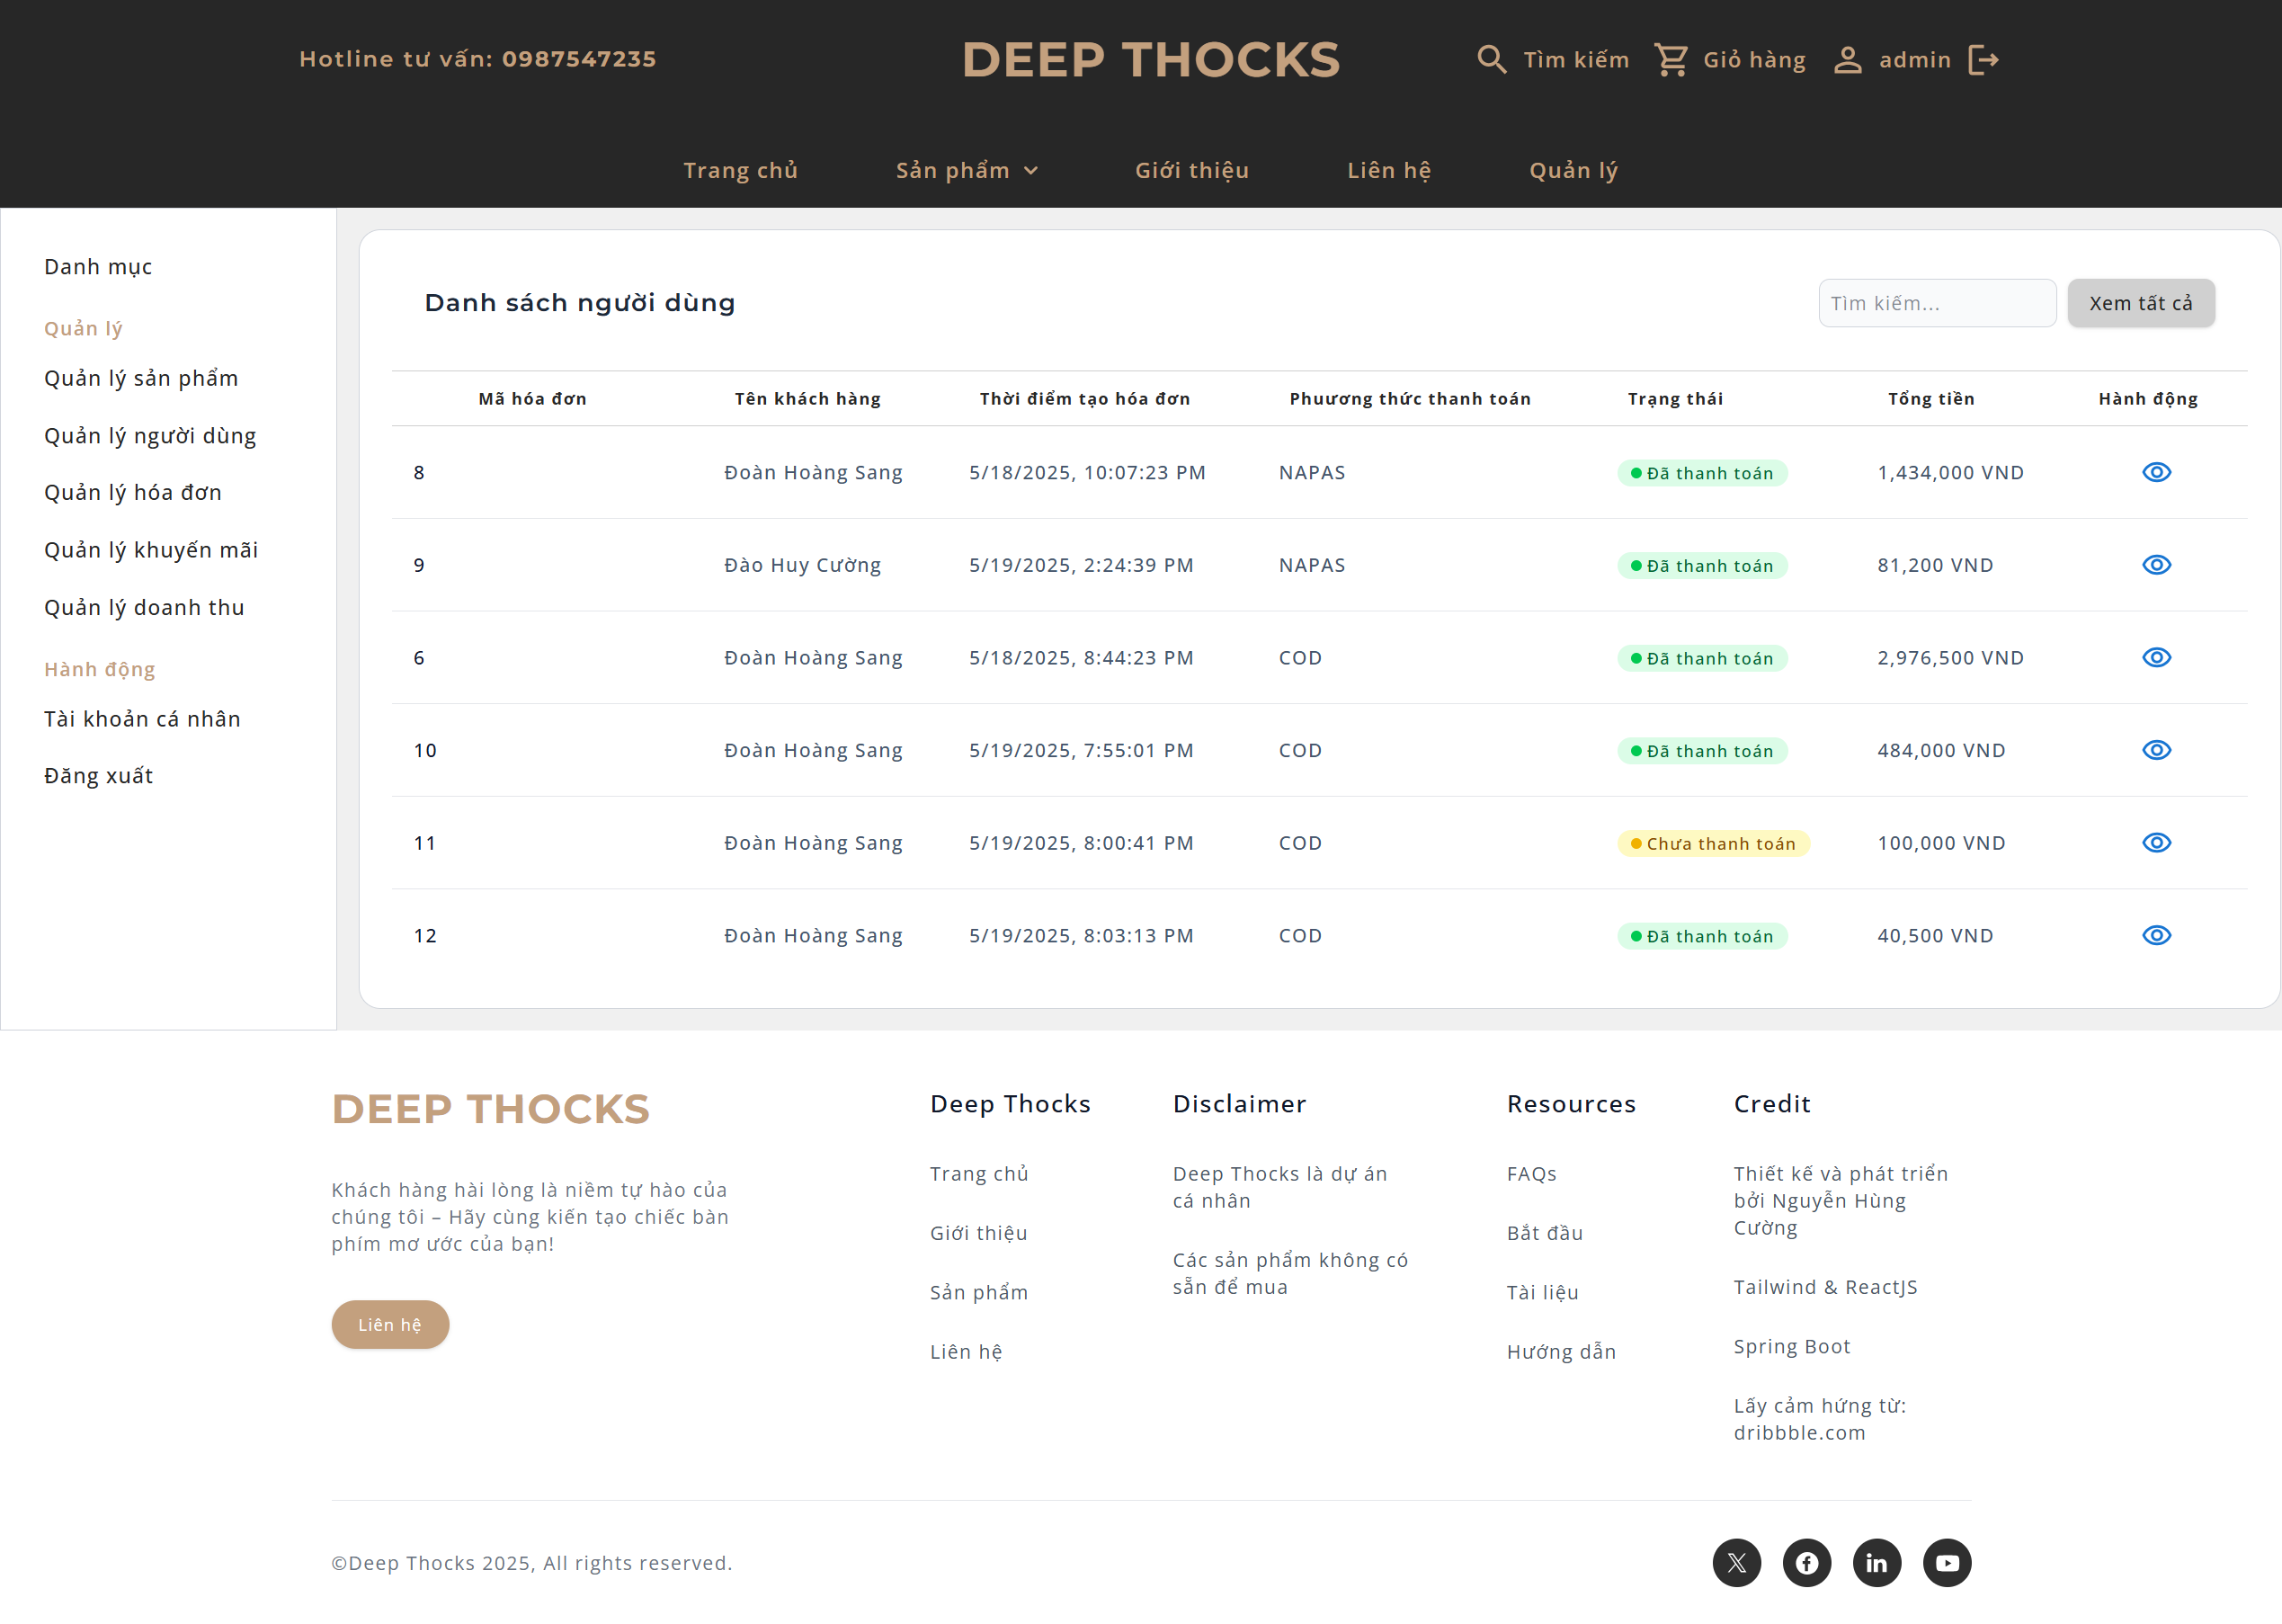 Hotline tư vấn: 0987547235
DEEP THOCKS
Tìm kiếm
Giỏ hàng
admin
Trang chủ
Sản phẩm
Giới thiệu
Liên hệ
Quản lý
Danh mục
Quản lý
Quản lý sản phẩm
Quản lý người dùng
Quản lý hóa đơn
Quản lý khuyến mãi
Quản lý doanh thu
Hành động
Tài khoản cá nhân
Đăng xuất
Danh sách người dùng
Tìm kiếm...
Xem tất cả
Mã hóa đơn Tên khách hàng Thời điểm tạo hóa đơn Phuương thức thanh toán Trạng thái Tổng tiền Hành động
8 Đoàn Hoàng Sang 5/18/2025, 10:07:23 PM NAPAS Đã thanh toán 1,434,000 VND
9 Đào Huy Cường 5/19/2025, 2:24:39 PM NAPAS Đã thanh toán 81,200 VND
6 Đoàn Hoàng Sang 5/18/2025, 8:44:23 PM COD Đã thanh toán 2,976,500 VND
10 Đoàn Hoàng Sang 5/19/2025, 7:55:01 PM COD Đã thanh toán 484,000 VND
11 Đoàn Hoàng Sang 5/19/2025, 8:00:41 PM COD Chưa thanh toán 100,000 VND
12 Đoàn Hoàng Sang 5/19/2025, 8:03:13 PM COD Đã thanh toán 40,500 VND
DEEP THOCKS
Khách hàng hài lòng là niềm tự hào của
chúng tôi – Hãy cùng kiến tạo chiếc bàn
phím mơ ước của bạn!
Liên hệ
Deep Thocks
Trang chủ
Giới thiệu
Sản phẩm
Liên hệ
Disclaimer
Deep Thocks là dự án
cá nhân
Các sản phẩm không có
sẵn để mua
Resources
FAQs
Bắt đầu
Tài liệu
Hướng dẫn
Credit
Thiết kế và phát triển
bởi Nguyễn Hùng
Cường
Tailwind & ReactJS
Spring Boot
Lấy cảm hứng từ:
dribbble.com
©Deep Thocks 2025, All rights reserved.